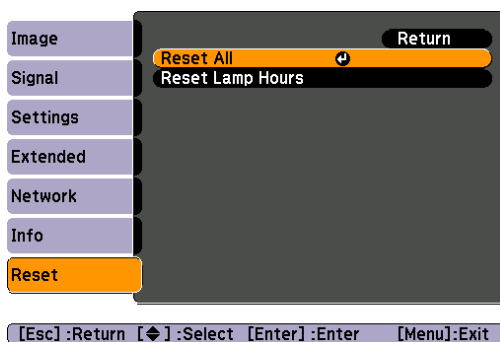 Image
Signal
Settings
Extended
Network
Info
Reset
Return
Reset All
Reset Lamp Hours
[Esc] :Return [◆] :Select [Enter] :Enter [Menu]:Exit